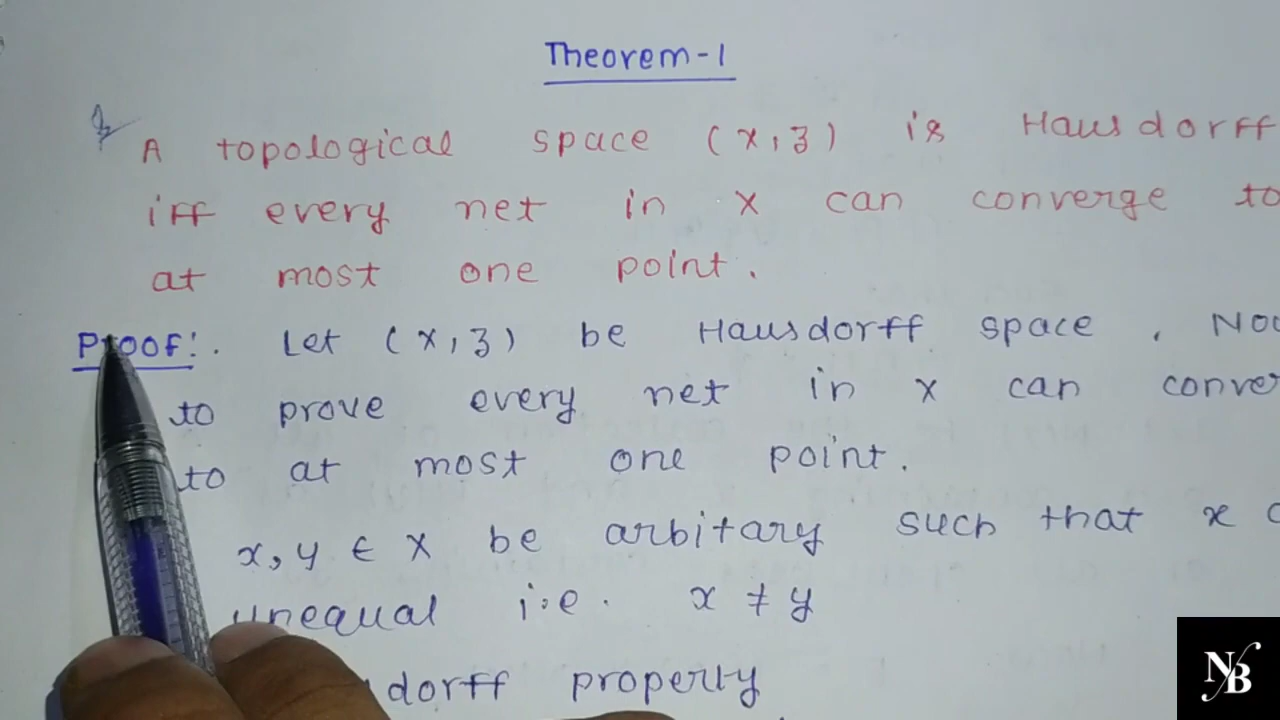 Theorem-1
A topological space (X,ʒ) is Hausdorff
iff every net in X can converge to
at most one point.
Proof:. Let (X,ʒ) be Hausdorff space. Now
to prove every net in X can conver
to at most one point.
x, y ∈ X be arbitary such that x
unequal i.e. x ≠ y
dorff property
NB